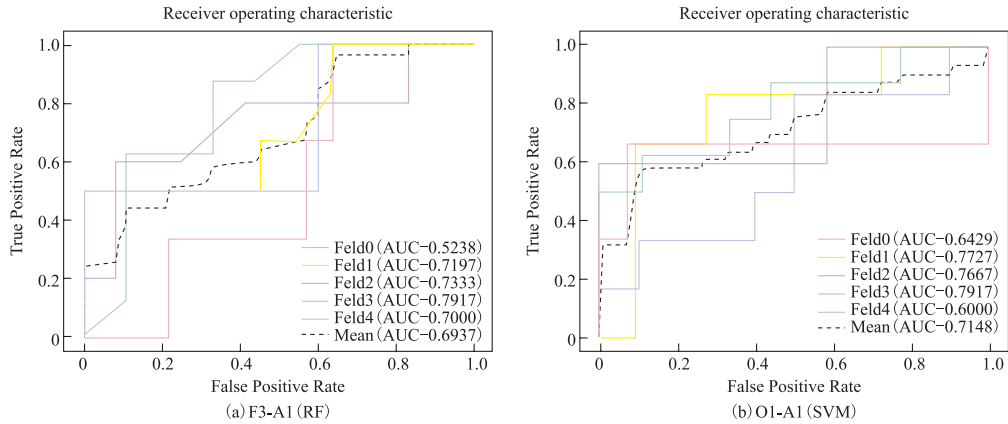 Receiver operating characteristic
1.0
0.8
0.6
0.4
0.2
0
True Positive Rate
Feld0(AUC-0.5238)
Feld1(AUC-0.7197)
Feld2(AUC-0.7333)
Feld3(AUC-0.7917)
Feld4(AUC-0.7000)
Mean(AUC-0.6937)
0 0.2 0.4 0.6 0.8 1.0
False Positive Rate
(a)F3-A1(RF)
Receiver operating characteristic
1.0
0.8
0.6
0.4
0.2
0
True Positive Rate
Feld0(AUC-0.6429)
Feld1(AUC-0.7727)
Feld2(AUC-0.7667)
Feld3(AUC-0.7917)
Feld4(AUC-0.6000)
Mean(AUC-0.7148)
0 0.2 0.4 0.6 0.8 1.0
False Positive Rate
(b)O1-A1(SVM)